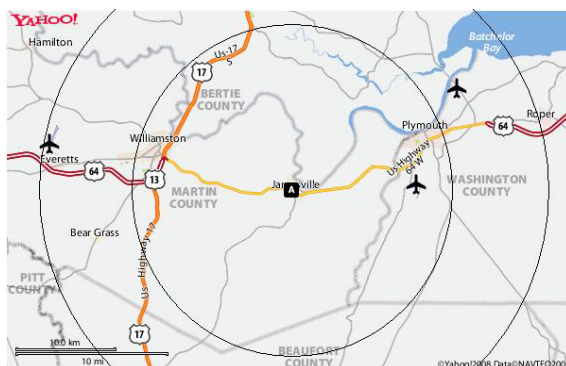 YAHOO!
Hamilton
Us-17
S
Batchelor
Bay
17
BERTIE
COUNTY
Plymouth
Roper
64
Williamston
Everetts
64
13
MARTIN
COUNTY
A
Us Highway
64 W
WASHINGTON
COUNTY
Bear Grass
Us Highway 17
PITT
COUNTY
17
10.0 km
10 mi
BEAUFORT
COUNTY
©Yahoo!2008 Data©NAVTEQ200